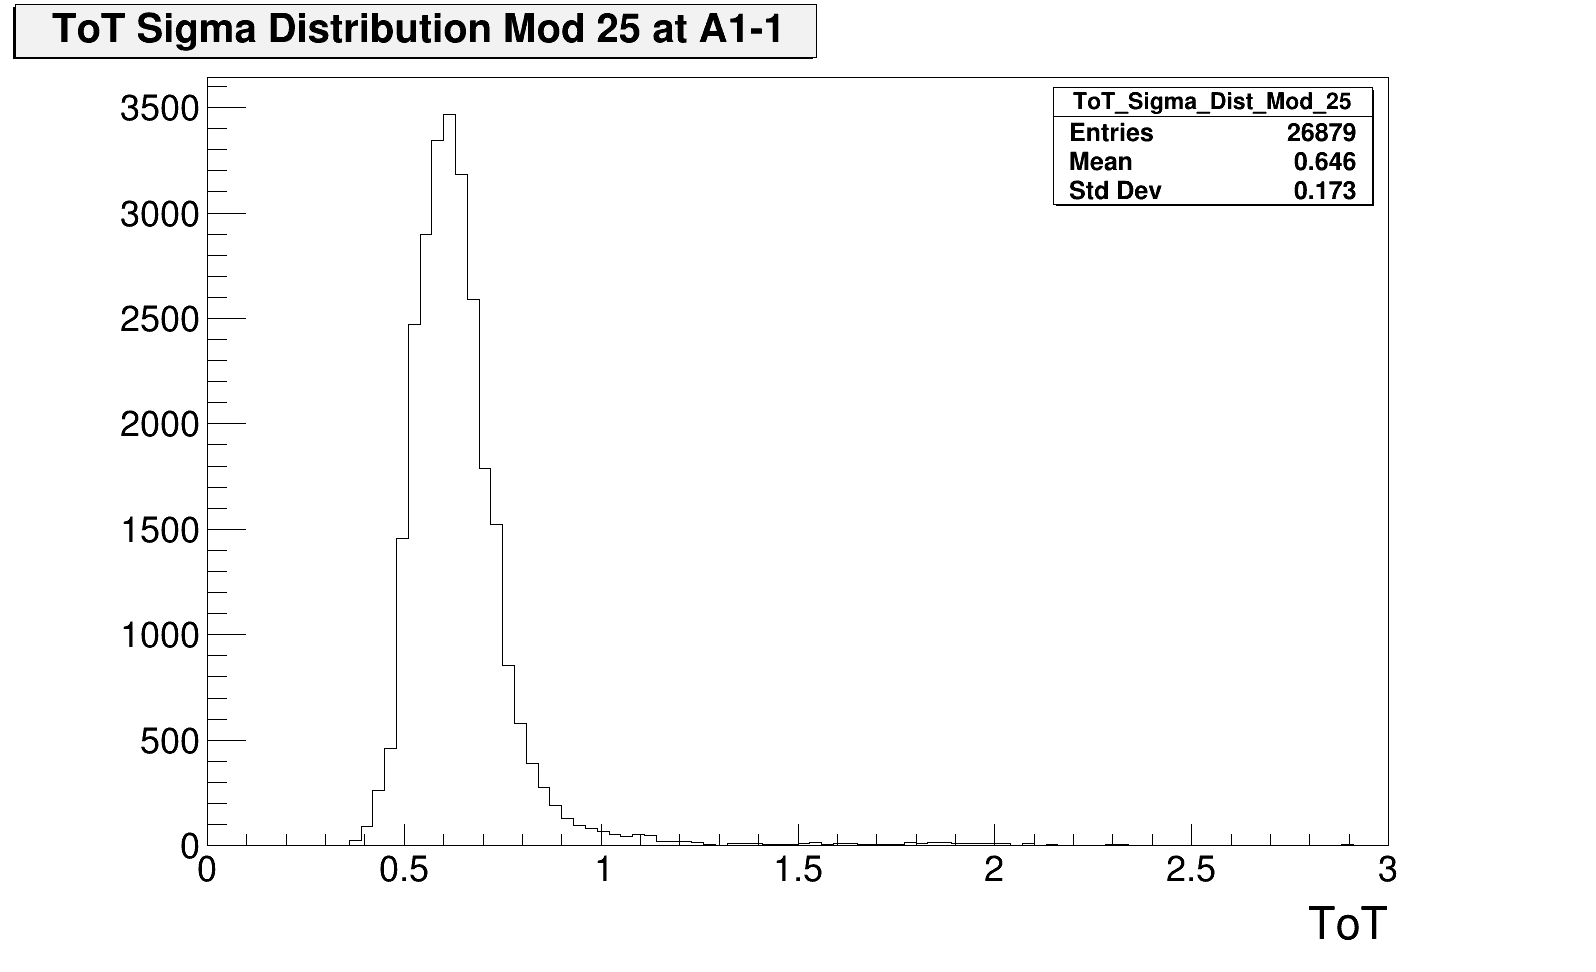 ToT Sigma Distribution Mod 25 at A1-1
ToT_Sigma_Dist_Mod_25
Entries 26879
Mean 0.646
Std Dev 0.173
3500
3000
2500
2000
1500
1000
500
0
0 0.5 1 1.5 2 2.5 3
ToT